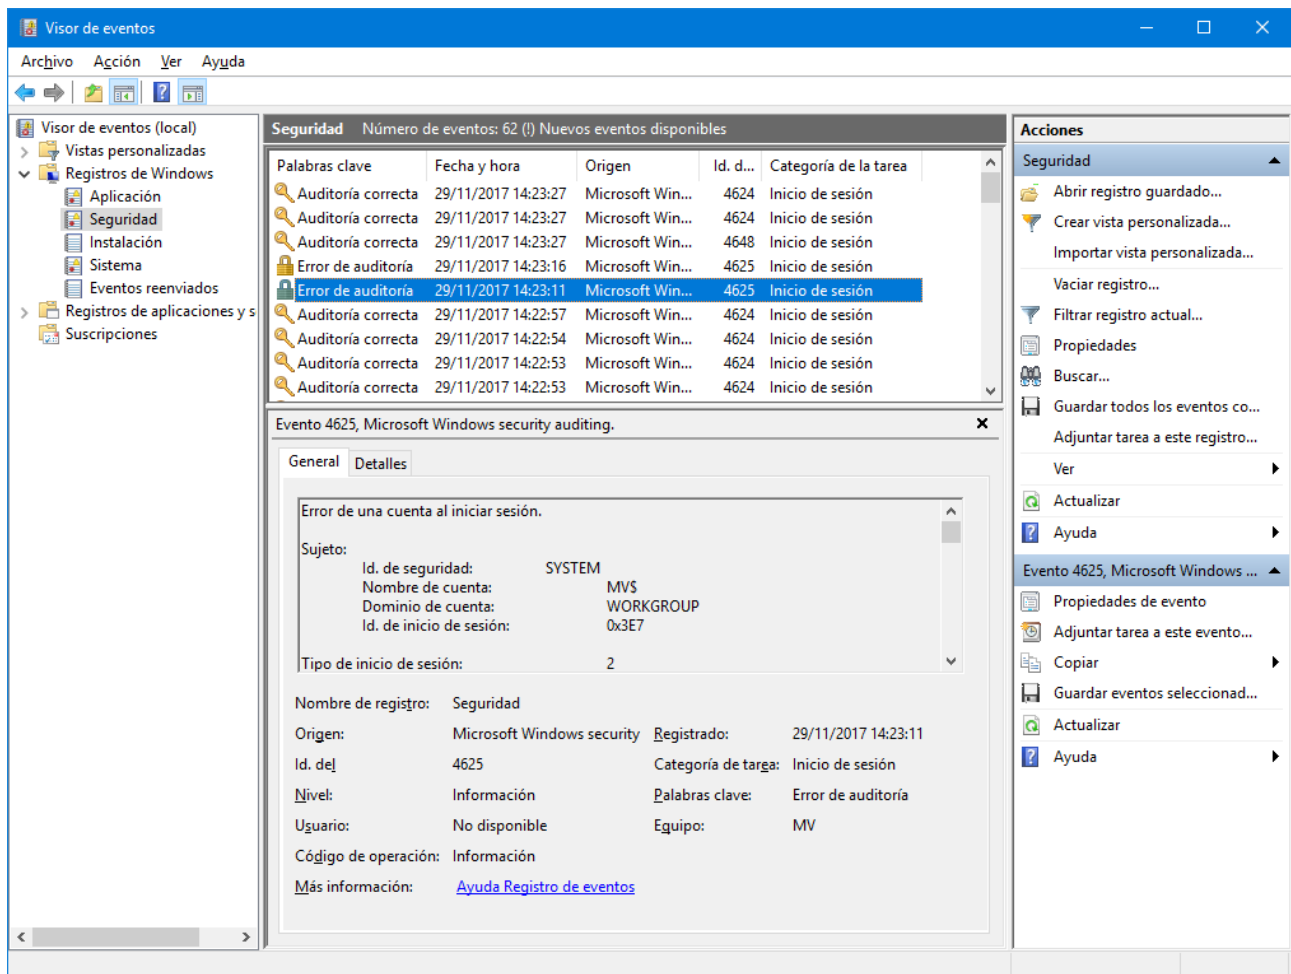 Visor de eventos
Archivo Acción Ver Ayuda
Visor de eventos (local)
Vistas personalizadas
Registros de Windows
Aplicación
Seguridad
Instalación
Sistema
Eventos reenviados
Registros de aplicaciones y s
Suscripciones
Seguridad Número de eventos: 62 (!) Nuevos eventos disponibles
Palabras clave Fecha y hora Origen Id. d... Categoría de la tarea
Auditoría correcta 29/11/2017 14:23:27 Microsoft Win... 4624 Inicio de sesión
Auditoría correcta 29/11/2017 14:23:27 Microsoft Win... 4624 Inicio de sesión
Auditoría correcta 29/11/2017 14:23:27 Microsoft Win... 4648 Inicio de sesión
Error de auditoría 29/11/2017 14:23:16 Microsoft Win... 4625 Inicio de sesión
Error de auditoría 29/11/2017 14:23:11 Microsoft Win... 4625 Inicio de sesión
Auditoría correcta 29/11/2017 14:22:57 Microsoft Win... 4624 Inicio de sesión
Auditoría correcta 29/11/2017 14:22:54 Microsoft Win... 4624 Inicio de sesión
Auditoría correcta 29/11/2017 14:22:53 Microsoft Win... 4624 Inicio de sesión
Auditoría correcta 29/11/2017 14:22:53 Microsoft Win... 4624 Inicio de sesión
Evento 4625, Microsoft Windows security auditing.
General Detalles
Error de una cuenta al iniciar sesión.
Sujeto:
Id. de seguridad: SYSTEM
Nombre de cuenta: MV$
Dominio de cuenta: WORKGROUP
Id. de inicio de sesión: 0x3E7
Tipo de inicio de sesión: 2
Nombre de registro: Seguridad
Origen: Microsoft Windows security Registrado: 29/11/2017 14:23:11
Id. del 4625 Categoría de tarea: Inicio de sesión
Nivel: Información Palabras clave: Error de auditoría
Usuario: No disponible Equipo: MV
Código de operación: Información
Más información: Ayuda Registro de eventos
Acciones
Seguridad
Abrir registro guardado...
Crear vista personalizada...
Importar vista personalizada...
Vaciar registro...
Filtrar registro actual...
Propiedades
Buscar...
Guardar todos los eventos co...
Adjuntar tarea a este registro...
Ver
Actualizar
Ayuda
Evento 4625, Microsoft Windows ...
Propiedades de evento
Adjuntar tarea a este evento...
Copiar
Guardar eventos seleccionad...
Actualizar
Ayuda